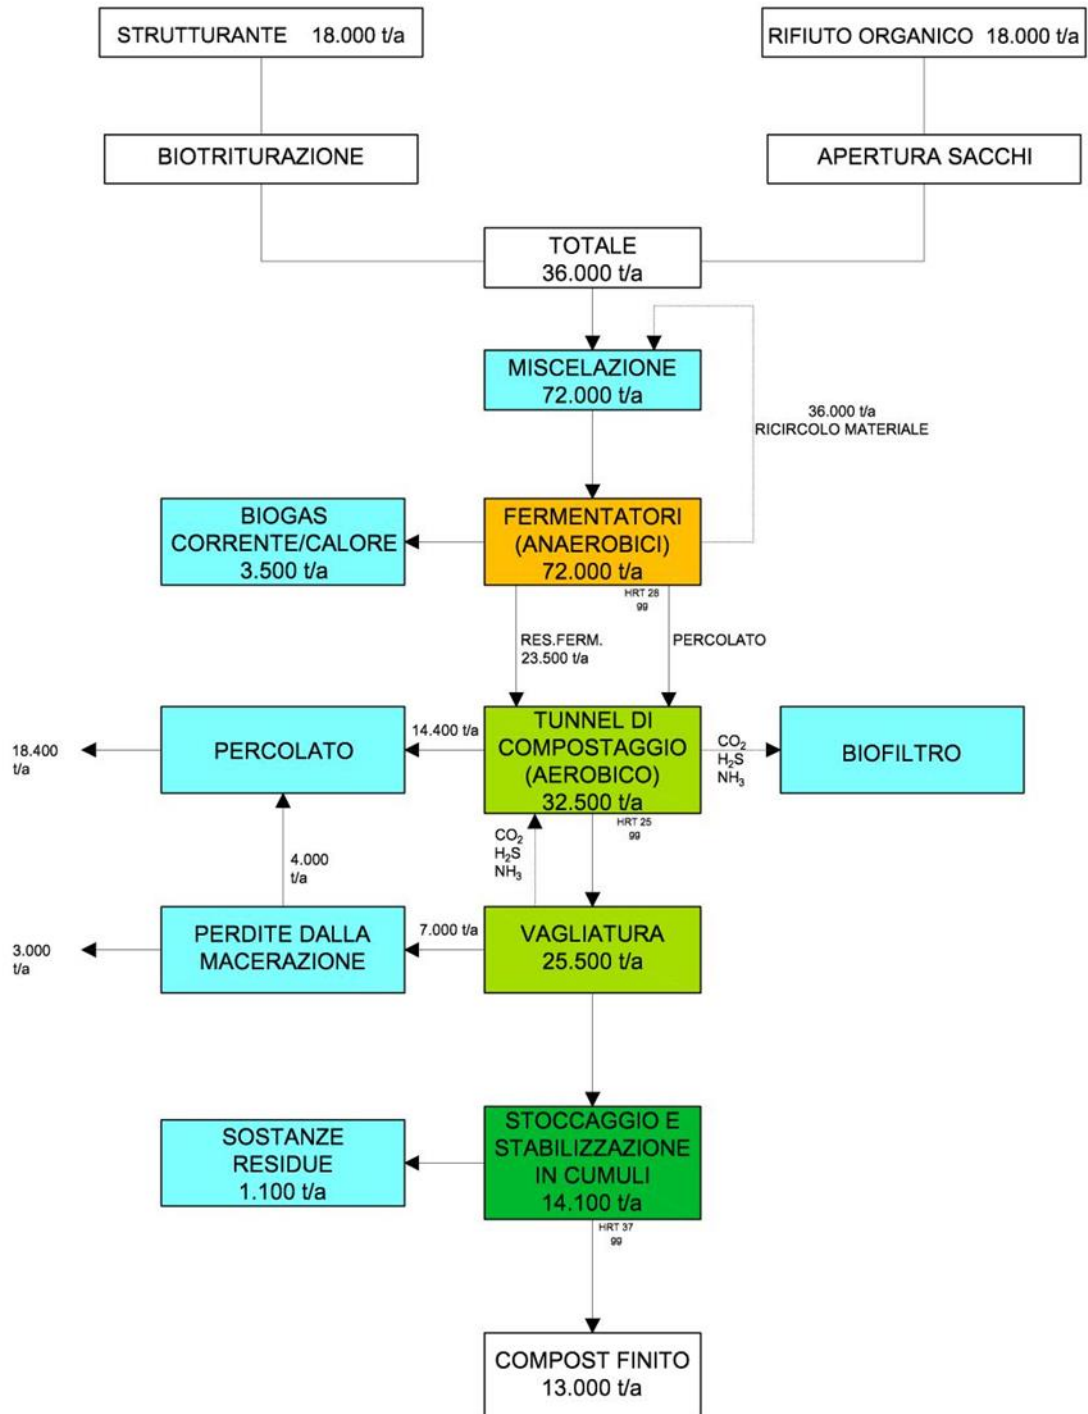 STRUTTURANTE 18.000 t/a
RIFIUTO ORGANICO 18.000 t/a
BIOTRITURAZIONE
APERTURA SACCHI
TOTALE
36.000 t/a
MISCELAZIONE
72.000 t/a
36.000 t/a
RICIRCOLO MATERIALE
BIOGAS
CORRENTE/CALORE
3.500 t/a
FERMENTATORI
(ANAEROBICI)
72.000 t/a
HRT 28
gg
RES.FERM.
23.500 t/a
PERCOLATO
18.400
t/a
PERCOLATO
14.400 t/a
TUNNEL DI
COMPOSTAGGIO
(AEROBICO)
32.500 t/a
HRT 25
gg
CO₂
H₂S
NH₃
BIOFILTRO
4.000
t/a
CO₂
H₂S
NH₃
3.000
t/a
PERDITE DALLA
MACERAZIONE
7.000 t/a
VAGLIATURA
25.500 t/a
SOSTANZE
RESIDUE
1.100 t/a
STOCCAGGIO E
STABILIZZAZIONE
IN CUMULI
14.100 t/a
HRT 37
gg
COMPOST FINITO
13.000 t/a